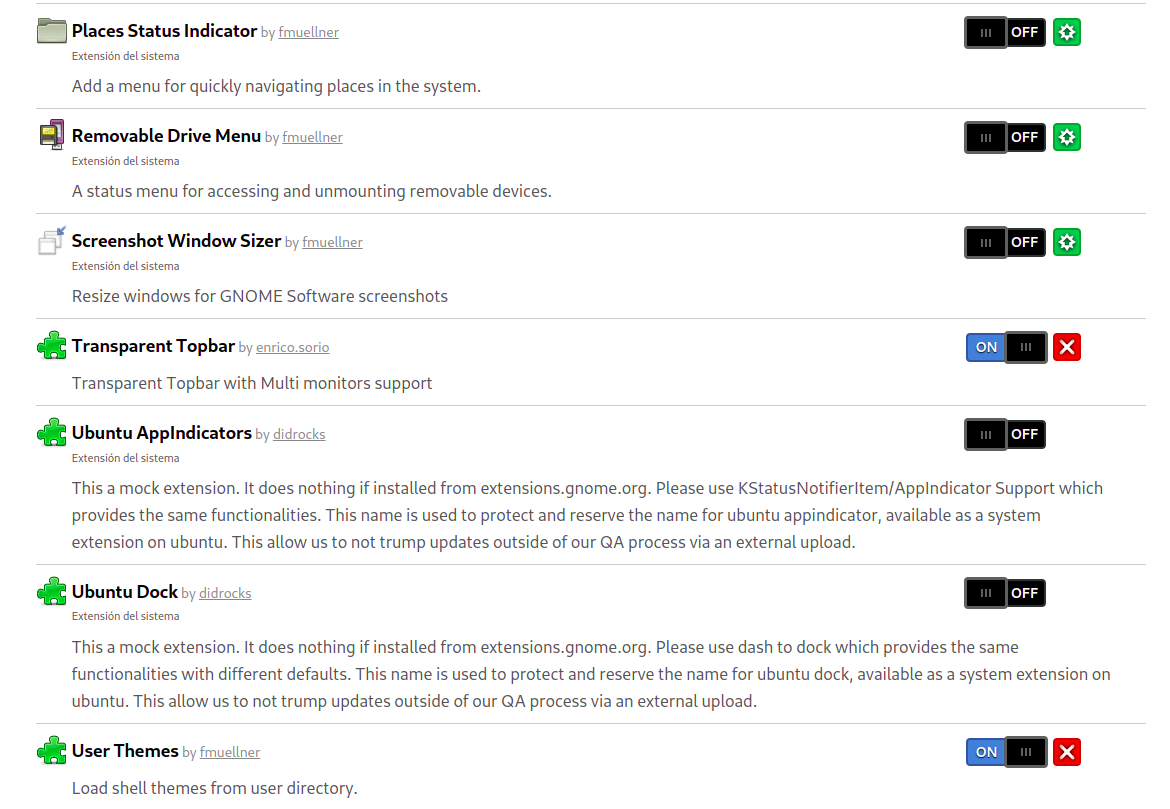 Places Status Indicator by fmuellner OFF
Extensión del sistema
Add a menu for quickly navigating places in the system.
Removable Drive Menu by fmuellner OFF
Extensión del sistema
A status menu for accessing and unmounting removable devices.
Screenshot Window Sizer by fmuellner OFF
Extensión del sistema
Resize windows for GNOME Software screenshots
Transparent Topbar by enrico.sorio ON
Transparent Topbar with Multi monitors support
Ubuntu AppIndicators by didrocks OFF
Extensión del sistema
This a mock extension. It does nothing if installed from extensions.gnome.org. Please use KStatusNotifierItem/AppIndicator Support which
provides the same functionalities. This name is used to protect and reserve the name for ubuntu appindicator, available as a system
extension on ubuntu. This allow us to not trump updates outside of our QA process via an external upload.
Ubuntu Dock by didrocks OFF
Extensión del sistema
This a mock extension. It does nothing if installed from extensions.gnome.org. Please use dash to dock which provides the same
functionalities with different defaults. This name is used to protect and reserve the name for ubuntu dock, available as a system extension on
ubuntu. This allow us to not trump updates outside of our QA process via an external upload.
User Themes by fmuellner ON
Load shell themes from user directory.